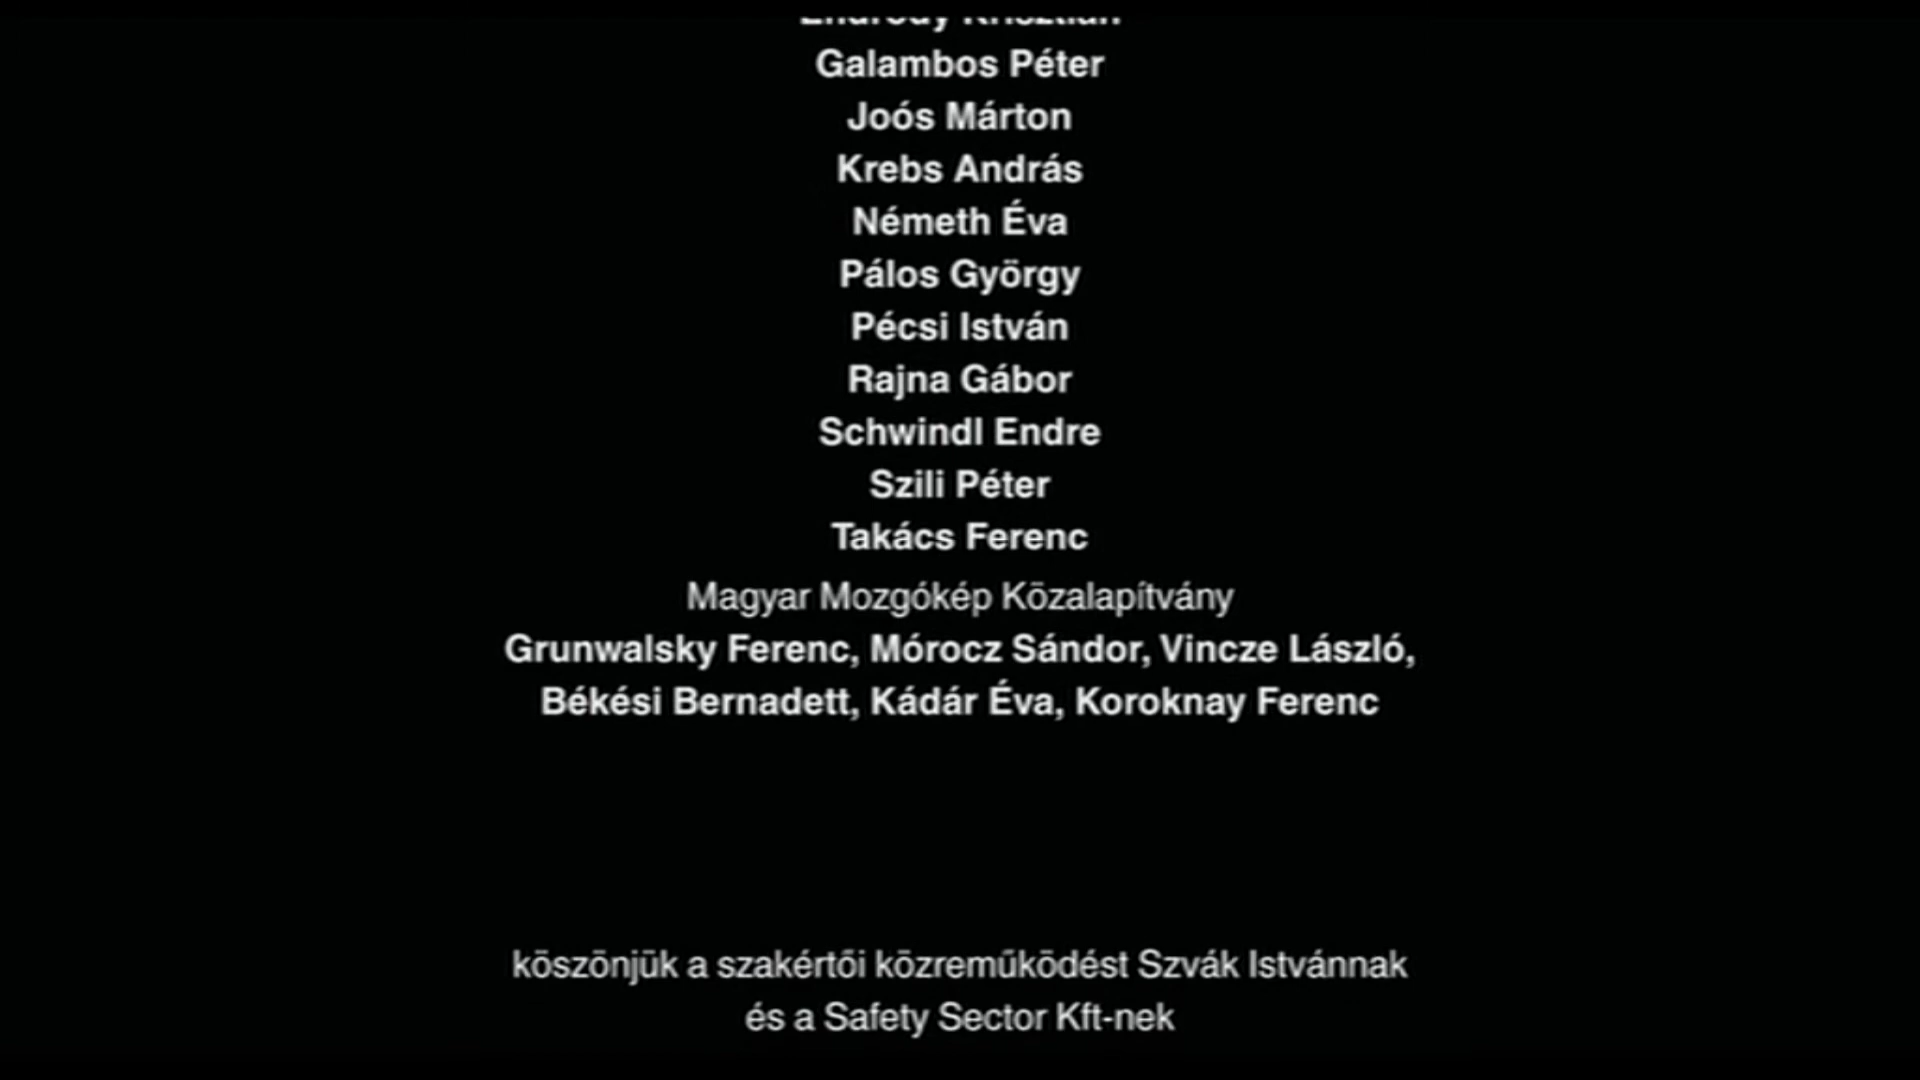 Galambos Péter
Joós Márton
Krebs András
Németh Éva
Pálos György
Pécsi István
Rajna Gábor
Schwindl Endre
Szili Péter
Takács Ferenc
Magyar Mozgókép Közalapítvány
Grunwalsky Ferenc, Mórocz Sándor, Vincze László,
Békési Bernadett, Kádár Éva, Koroknay Ferenc
köszönjük a szakértői közreműködést Szvák Istvánnak
és a Safety Sector Kft-nek